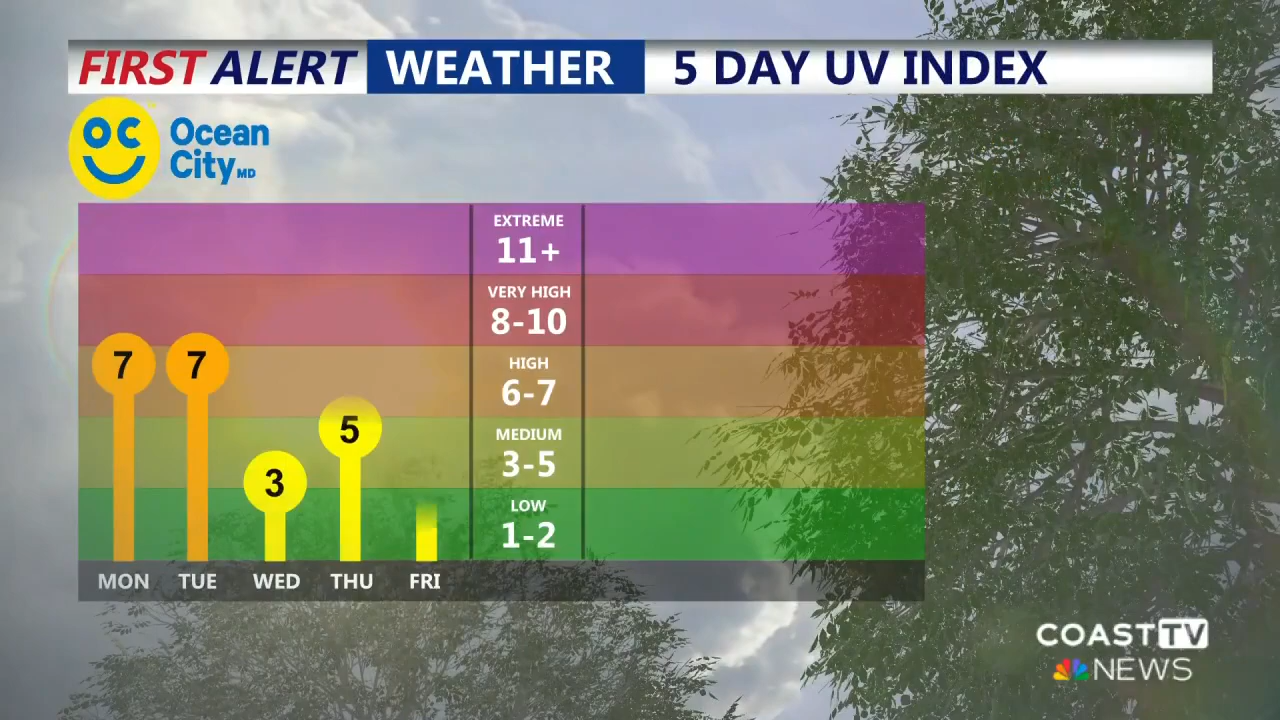 FIRST ALERT WEATHER 5 DAY UV INDEX
OC Ocean
City MD
EXTREME
11+
VERY HIGH
8-10
HIGH
6-7
MEDIUM
3-5
LOW
1-2
7 7 3 5
MON TUE WED THU FRI
COAST TV
NEWS